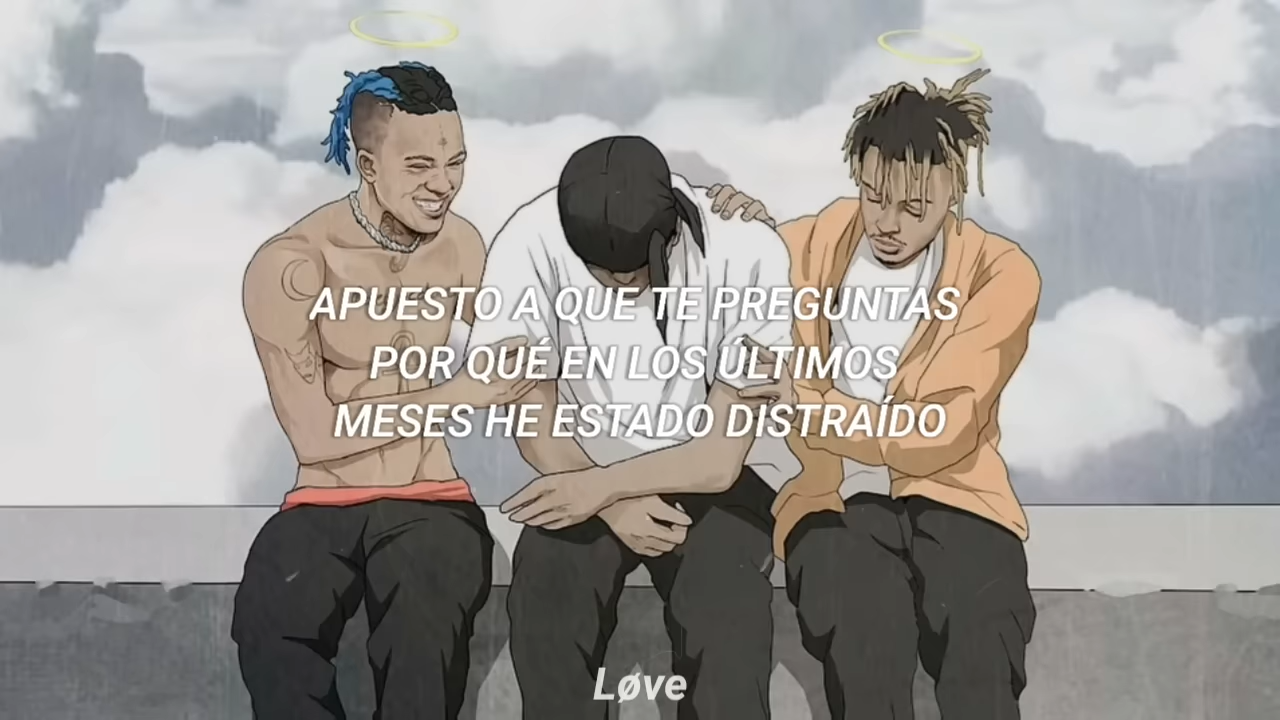 APUESTO A QUE TE PREGUNTAS
POR QUÉ EN LOS ÚLTIMOS
MESES HE ESTADO DISTRAÍDO
Løve